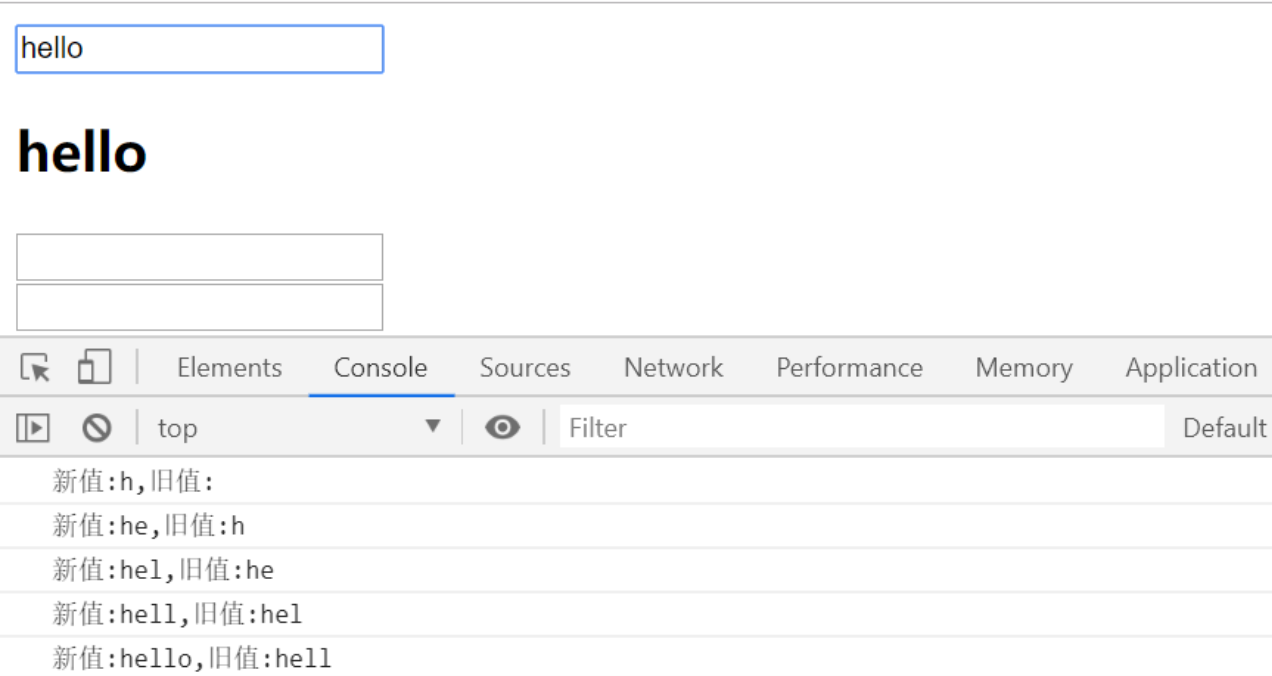 hello
hello
Elements Console Sources Network Performance Memory Application
top Filter Default
新值:h,旧值:
新值:he,旧值:h
新值:hel,旧值:he
新值:hell,旧值:hel
新值:hello,旧值:hell